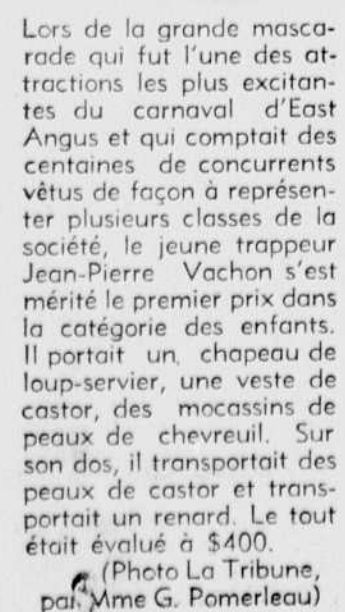 Lors de la grande masca-
rade qui fut l'une des at-
tractions les plus excitan-
tes du carnaval d'East
Angus et qui comptait des
centaines de concurrents
vêtus de façon à représen-
ter plusieurs classes de la
société, le jeune trappeur
Jean-Pierre Vachon s'est
mérité le premier prix dans
la catégorie des enfants.
Il portait un, chapeau de
loup-servier, une veste de
castor, des mocassins de
peaux de chevreuil. Sur
son dos, il transportait des
peaux de castor et trans-
portait un renard. Le tout
était évalué à $400.
(Photo La Tribune,
par Mme G. Pomerleau)